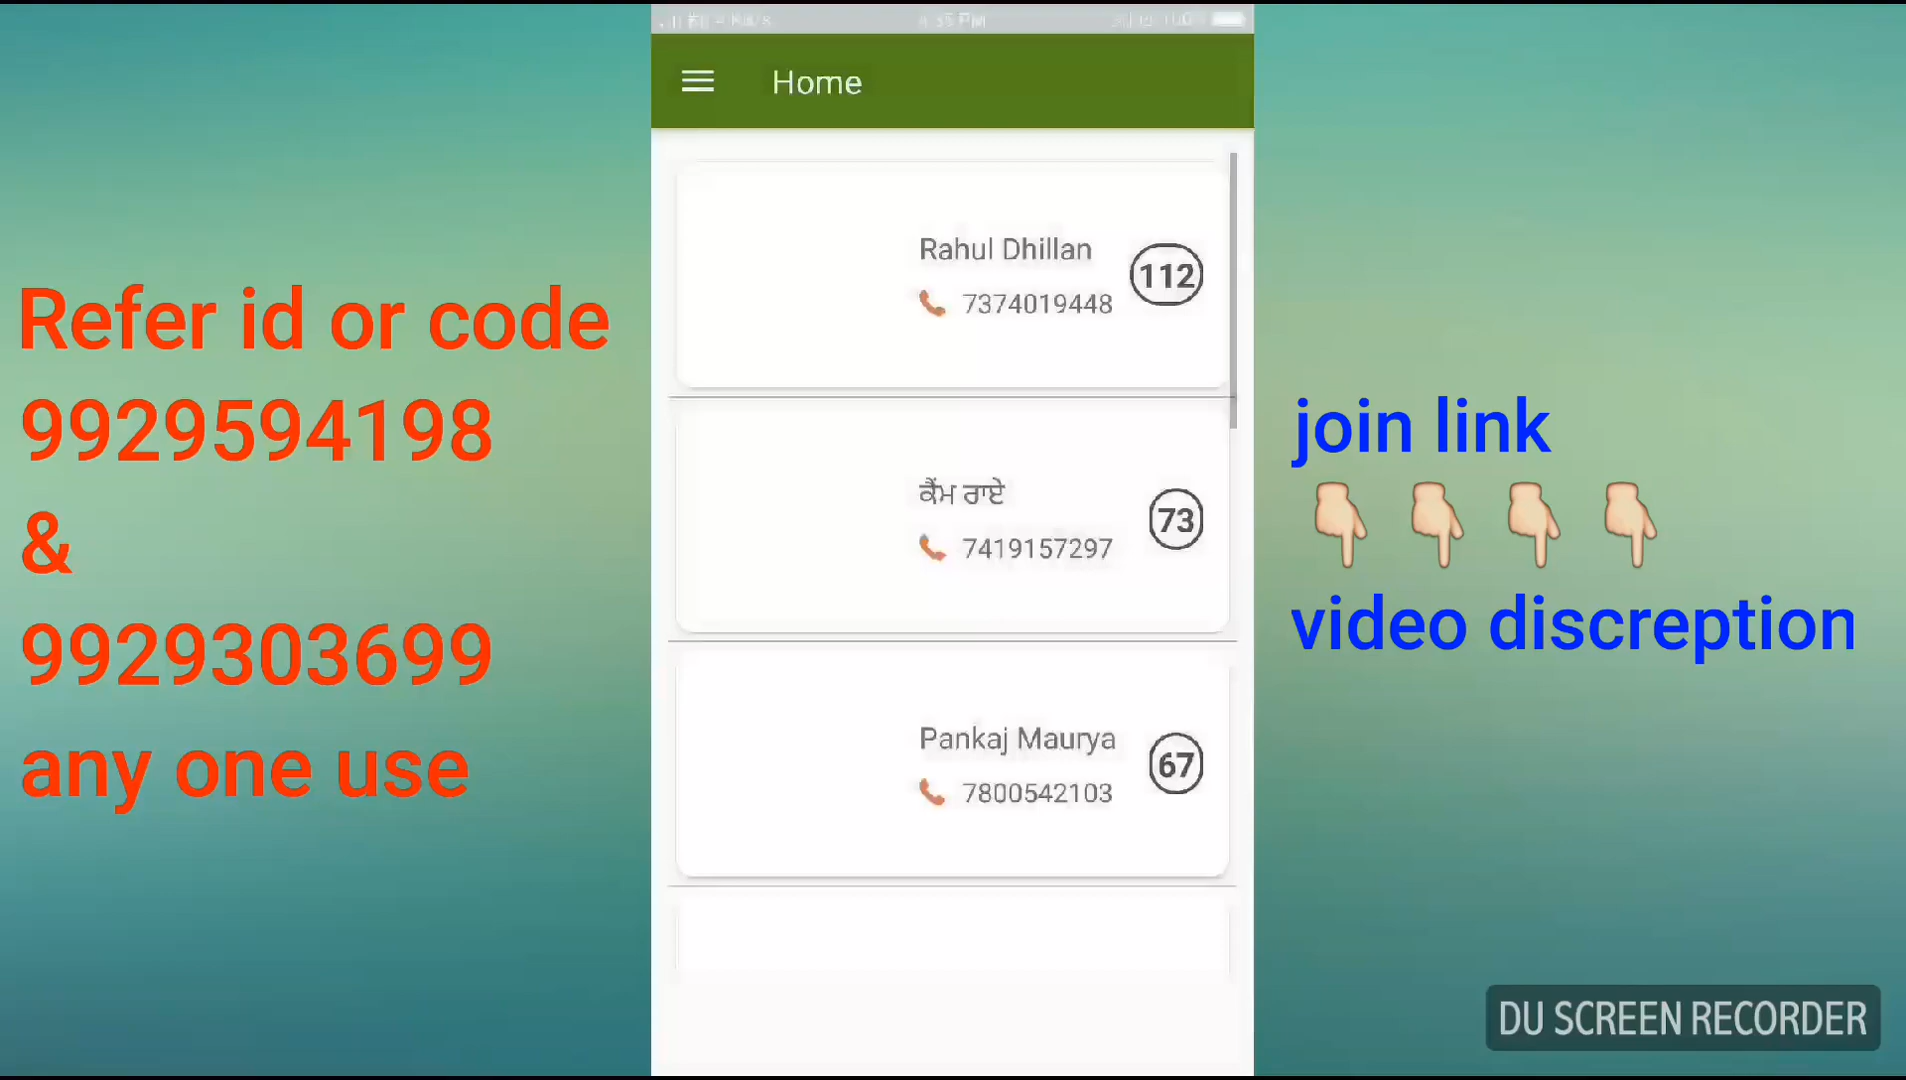 Home
Refer id or code
9929594198
&
9929303699
any one use
Rahul Dhillan
7374019448
112
ਕੈਂਮ ਰਾਏ
7419157297
73
Pankaj Maurya
7800542103
67
join link
👇🏻 👇🏻 👇🏻 👇🏻
video discreption
DU SCREEN RECORDER